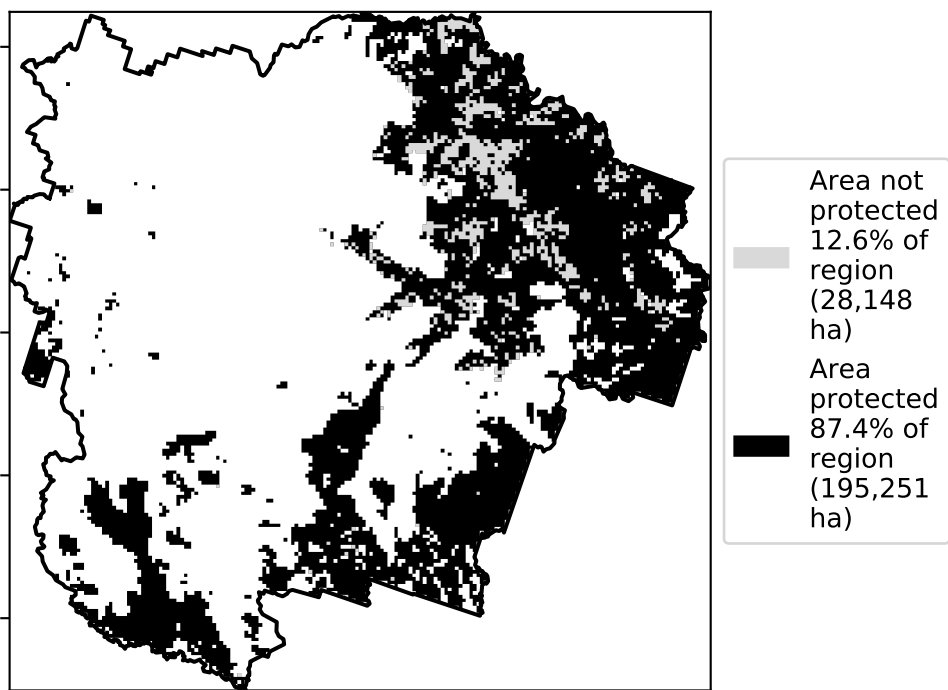 Area not
protected
12.6% of
region
(28,148
ha)
Area
protected
87.4% of
region
(195,251
ha)